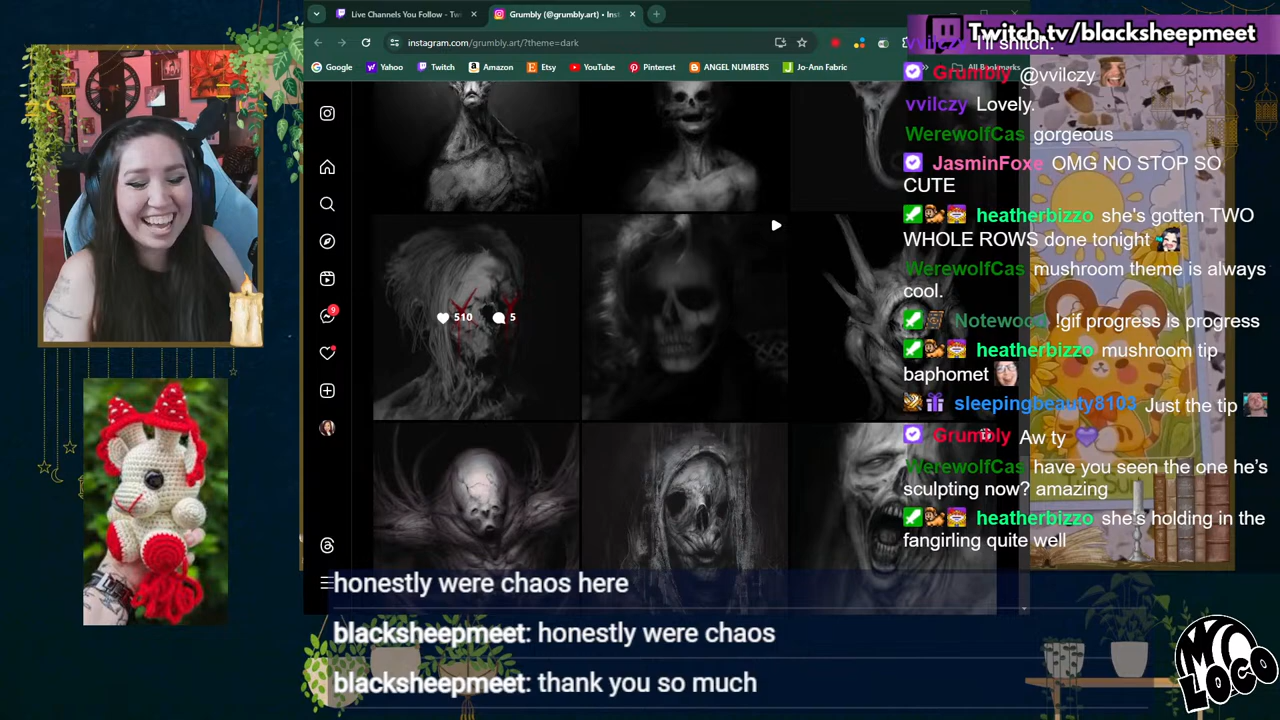 Live Channels You Follow - Tw
Grumbly (@grumbly.art) • Inst
instagram.com/grumbly.art/?theme=dark
Google
Yahoo
Twitch
Amazon
Etsy
YouTube
Pinterest
ANGEL NUMBERS
Jo-Ann Fabric
All Bookmarks
Twitch.tv/blacksheepmeet
vvilczy I'll snitch.
Grumbly @vvilczy
vvilczy Lovely.
WerewolfCas gorgeous
JasminFoxe OMG NO STOP SO
CUTE
heatherbizzo she's gotten TWO
WHOLE ROWS done tonight
WerewolfCas mushroom theme is always
cool.
!gif progress is progress
heatherbizzo mushroom tip
baphomet
sleepingbeauty8103 Just the tip
Grumbly Aw ty
WerewolfCas have you seen the one he's
sculpting now? amazing
heatherbizzo she's holding in the
fangirling quite well
9
510
5
honestly were chaos here
blacksheepmeet: honestly were chaos
blacksheepmeet: thank you so much
MC
LOCO